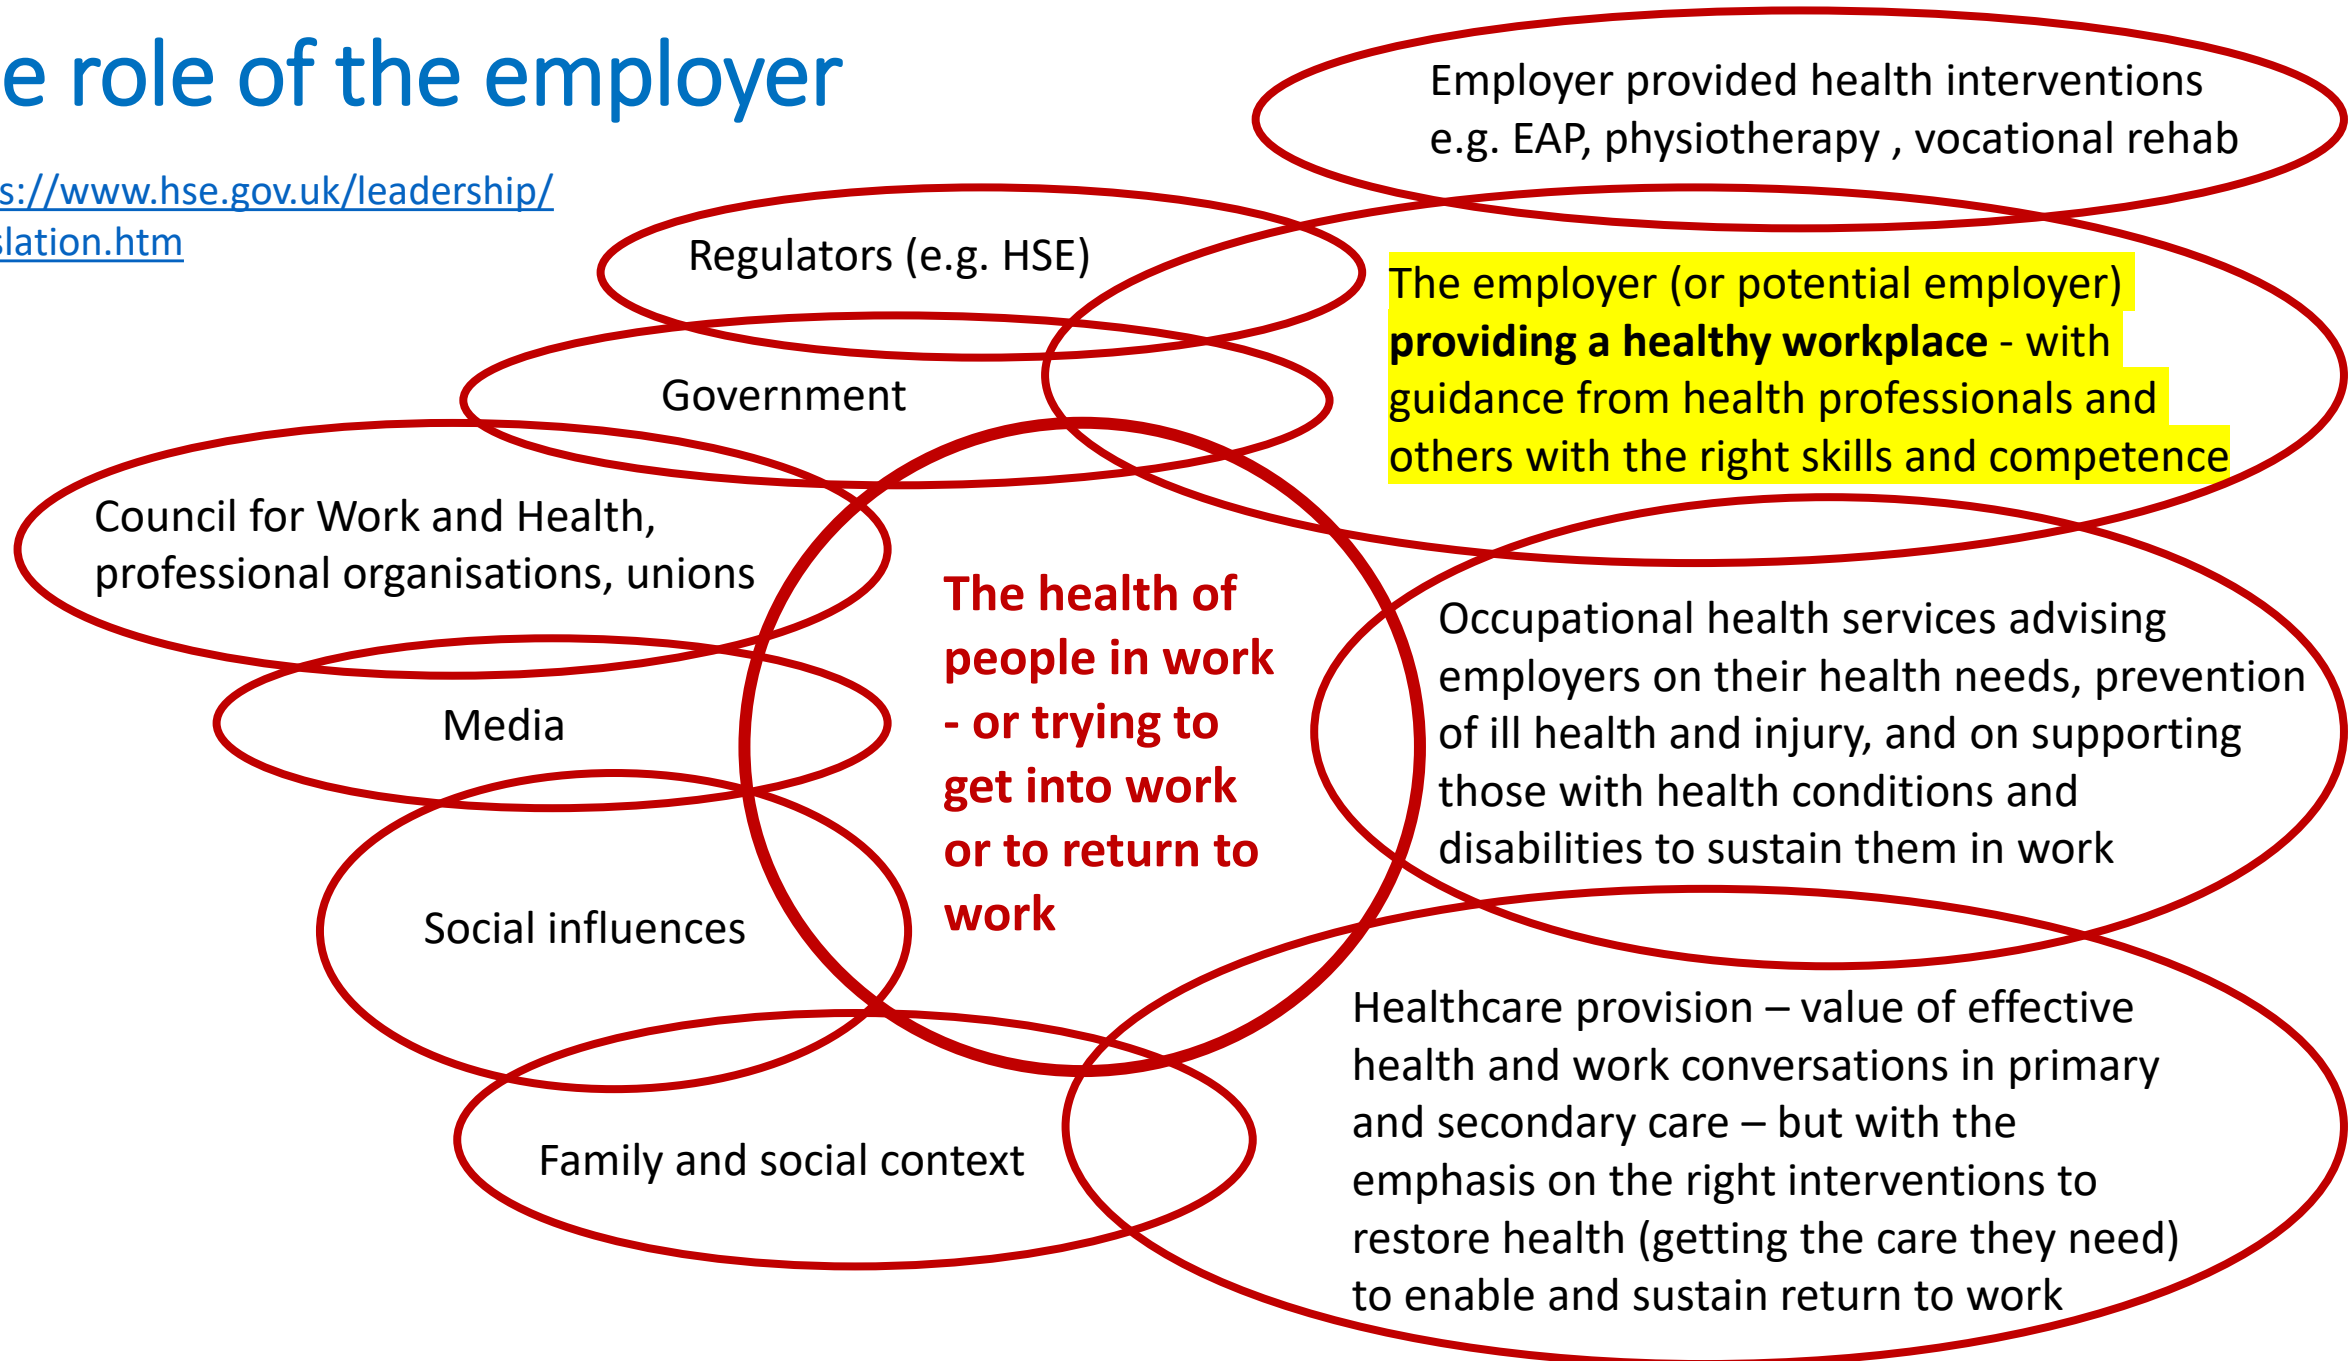 e role of the employer
s://www.hse.gov.uk/leadership/
slation.htm
Employer provided health interventions
e.g. EAP, physiotherapy , vocational rehab
Regulators (e.g. HSE)
The employer (or potential employer)
providing a healthy workplace - with
guidance from health professionals and
others with the right skills and competence
Government
Council for Work and Health,
professional organisations, unions
The health of
people in work
- or trying to
get into work
or to return to
work
Occupational health services advising
employers on their health needs, prevention
of ill health and injury, and on supporting
those with health conditions and
disabilities to sustain them in work
Media
Social influences
Family and social context
Healthcare provision – value of effective
health and work conversations in primary
and secondary care – but with the
emphasis on the right interventions to
restore health (getting the care they need)
to enable and sustain return to work